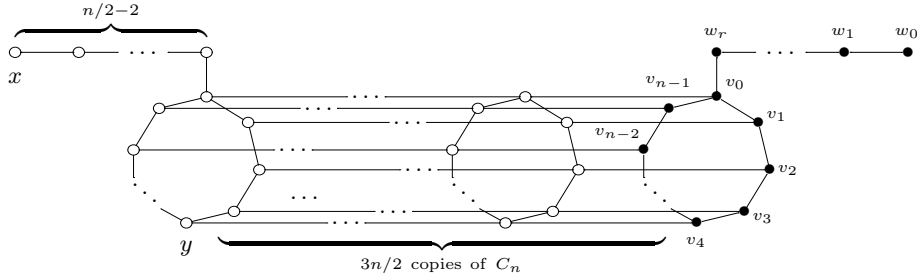 n/2−2
x
· · ·
w_r
· · ·
w_1
w_0
v_{n−1}
v_0
· · ·
· · ·
v_1
· · ·
v_{n−2}
· · ·
v_2
· · ·
· · ·
· · ·
· · ·
· · ·
· · ·
v_3
· · ·
y
v_4
3n/2 copies of C_n